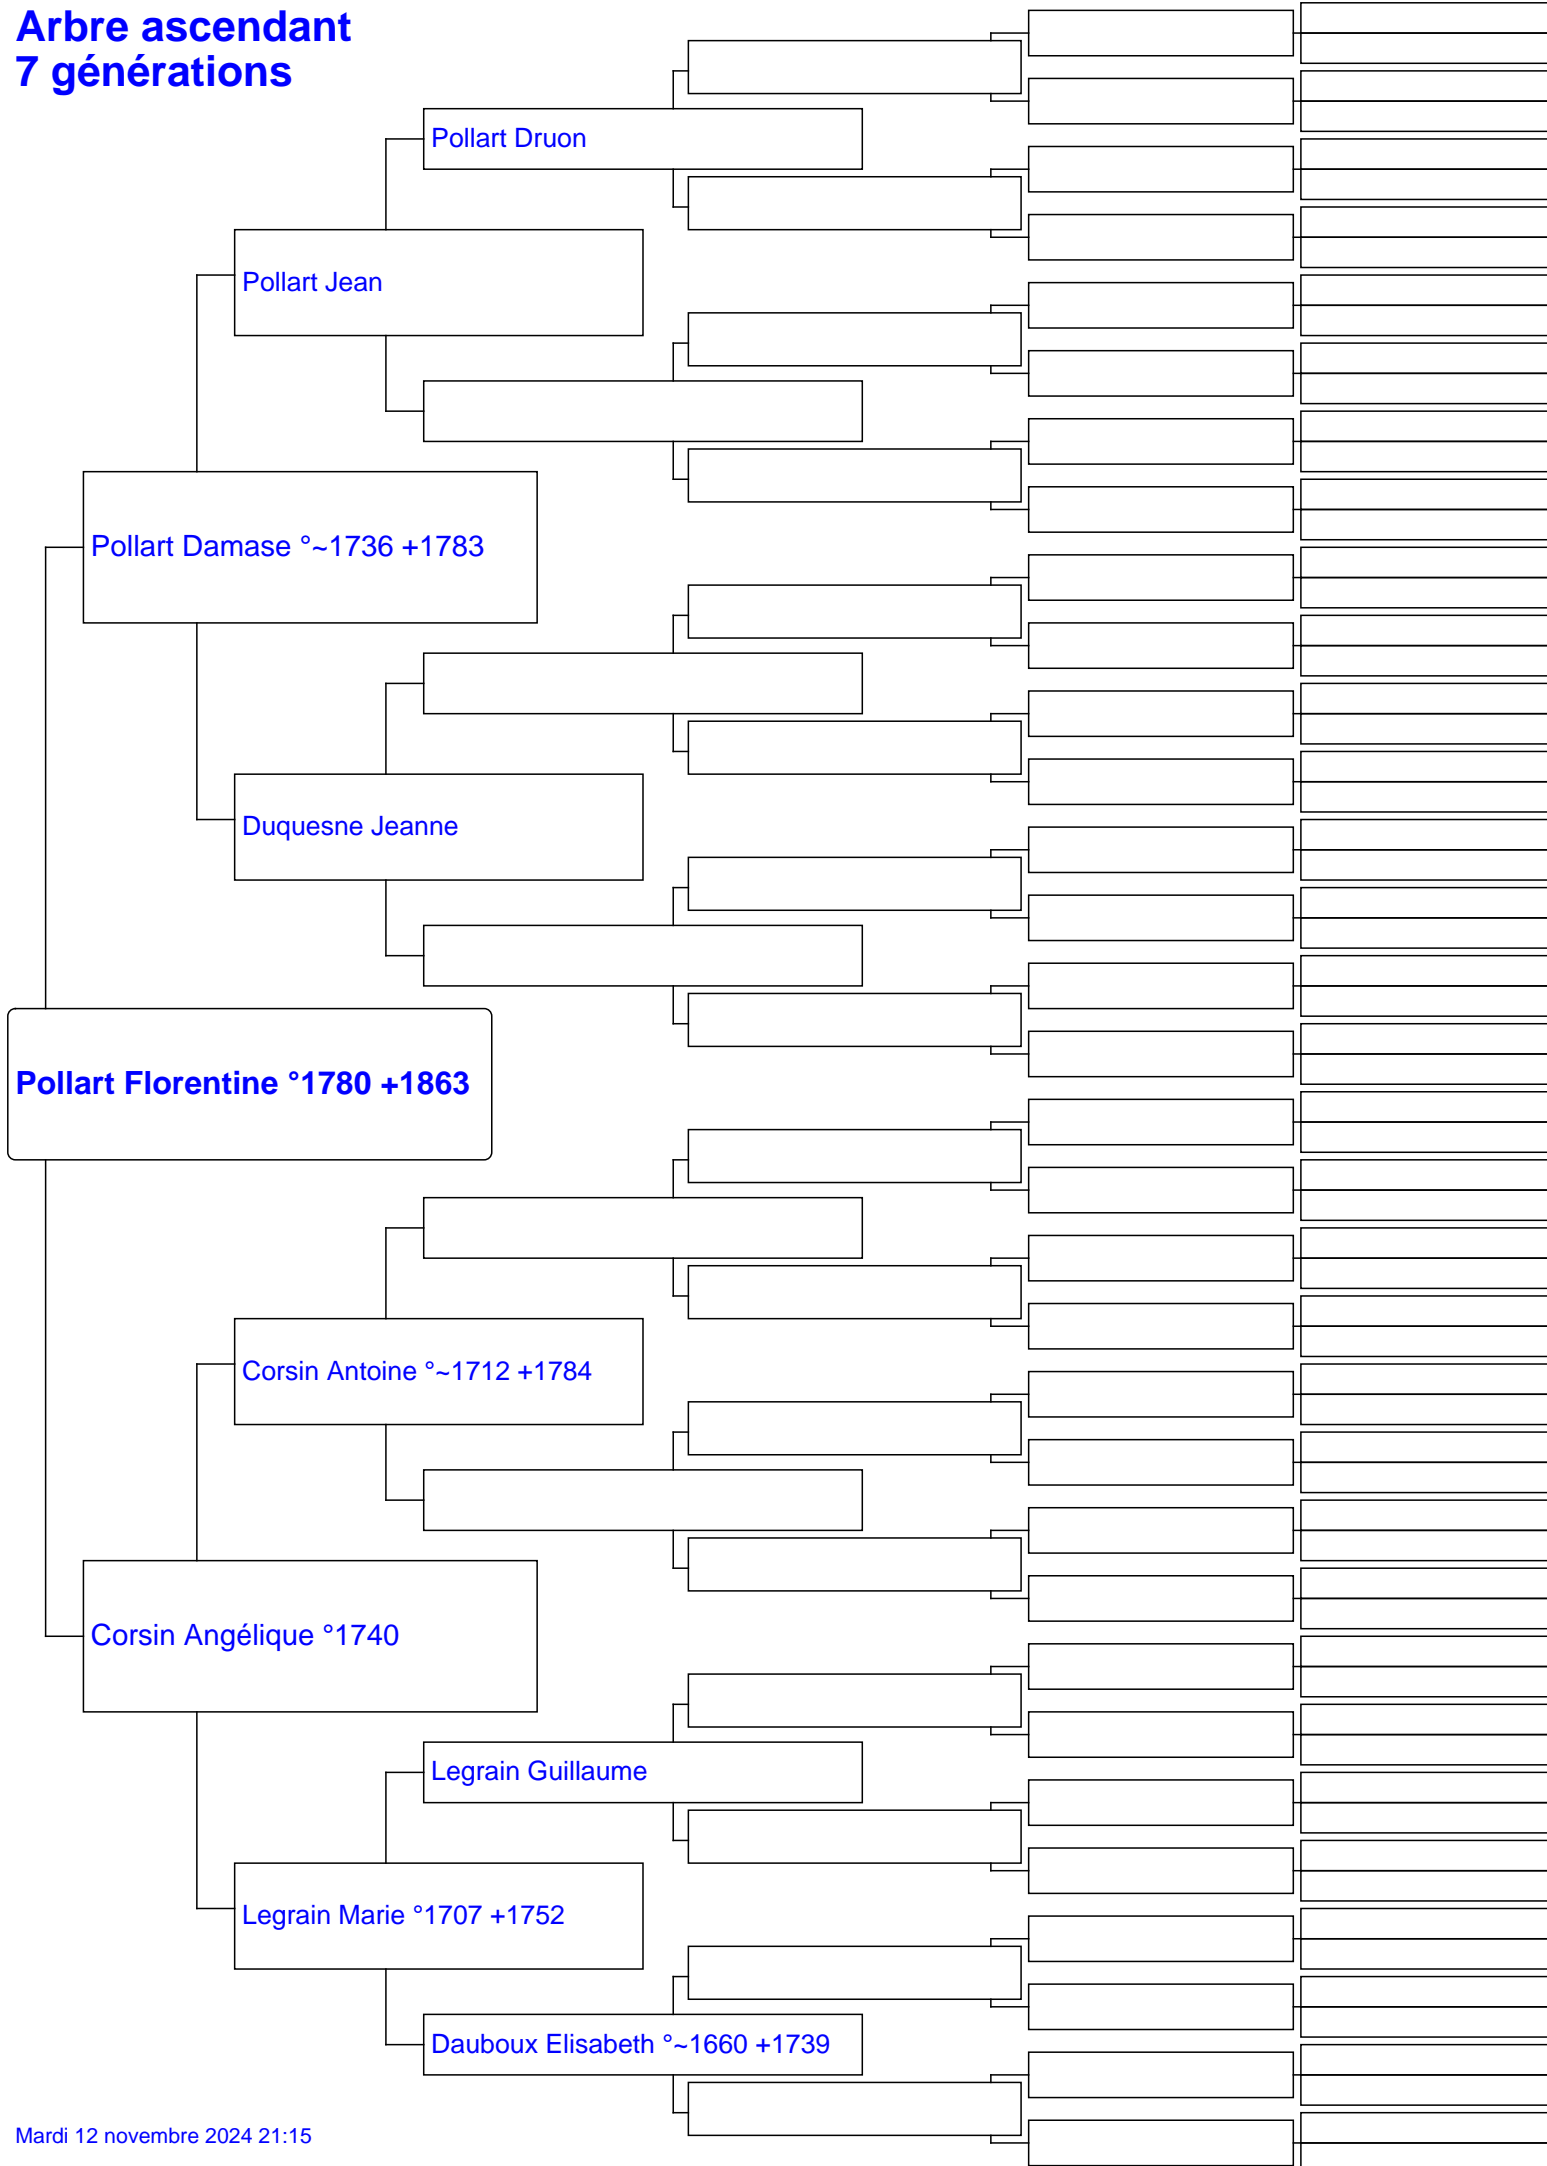 Arbre ascendant
7 générations
Pollart Druon
Pollart Jean
Pollart Damase °~1736 +1783
Duquesne Jeanne
Pollart Florentine °1780 +1863
Corsin Antoine °~1712 +1784
Corsin Angélique °1740
Legrain Guillaume
Legrain Marie °1707 +1752
Dauboux Elisabeth °~1660 +1739
Mardi 12 novembre 2024 21:15